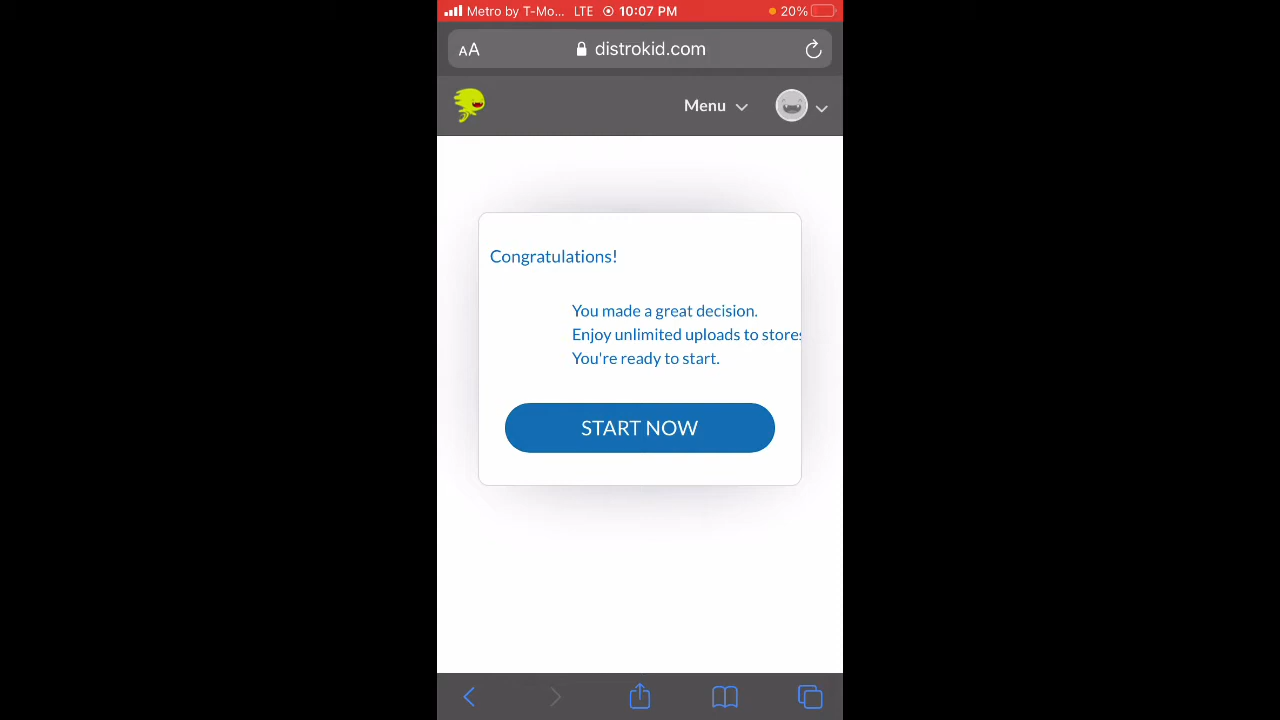 Metro by T-Mo... LTE 10:07 PM 20%
AA distrokid.com
Menu
Congratulations!
You made a great decision.
Enjoy unlimited uploads to stores
You're ready to start.
START NOW